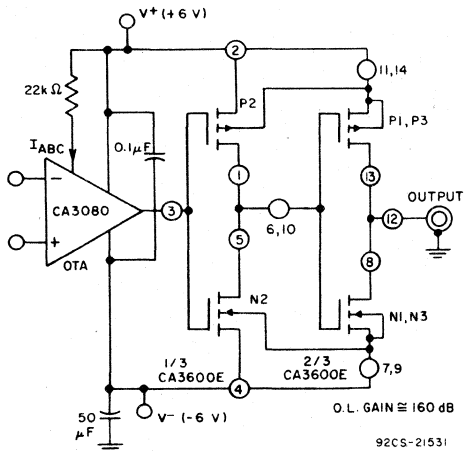 V+ (+6 V)
2
11,14
22kΩ
P2
P1, P3
IABC
0.1μF
1
13
−
CA3080
3
OUTPUT
6,10
12
+
5
8
OTA
N2
N1, N3
1/3
CA3600E
2/3
CA3600E
7,9
4
50
μF
V− (−6 V)
O.L. GAIN ≅ 160 dB
92CS-21531